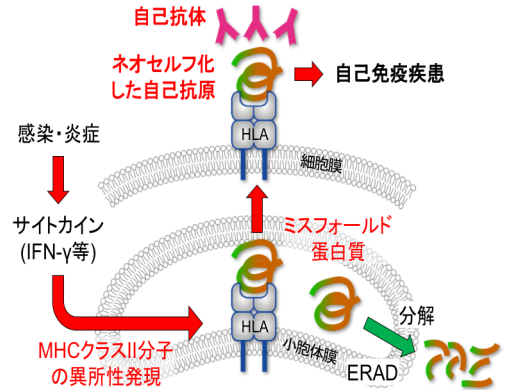 自己抗体
ネオセルフ化
した自己抗原
自己免疫疾患
HLA
感染・炎症
細胞膜
サイトカイン
(IFN-γ等)
ミスフォールド
蛋白質
MHCクラスII分子
の異所性発現
HLA
小胞体膜
分解
ERAD